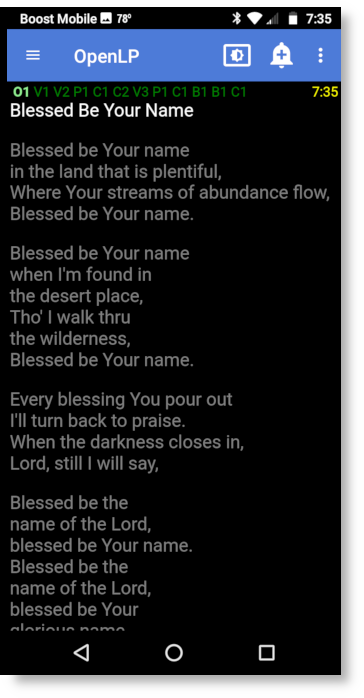 Boost Mobile 78° 7:35
OpenLP
O1 V1 V2 P1 C1 C2 V3 P1 C1 B1 B1 C1 7:35
Blessed Be Your Name
Blessed be Your name
in the land that is plentiful,
Where Your streams of abundance flow,
Blessed be Your name.
Blessed be Your name
when I'm found in
the desert place,
Tho' I walk thru
the wilderness,
Blessed be Your name.
Every blessing You pour out
I'll turn back to praise.
When the darkness closes in,
Lord, still I will say,
Blessed be the
name of the Lord,
blessed be Your name.
Blessed be the
name of the Lord,
blessed be Your
glorious name